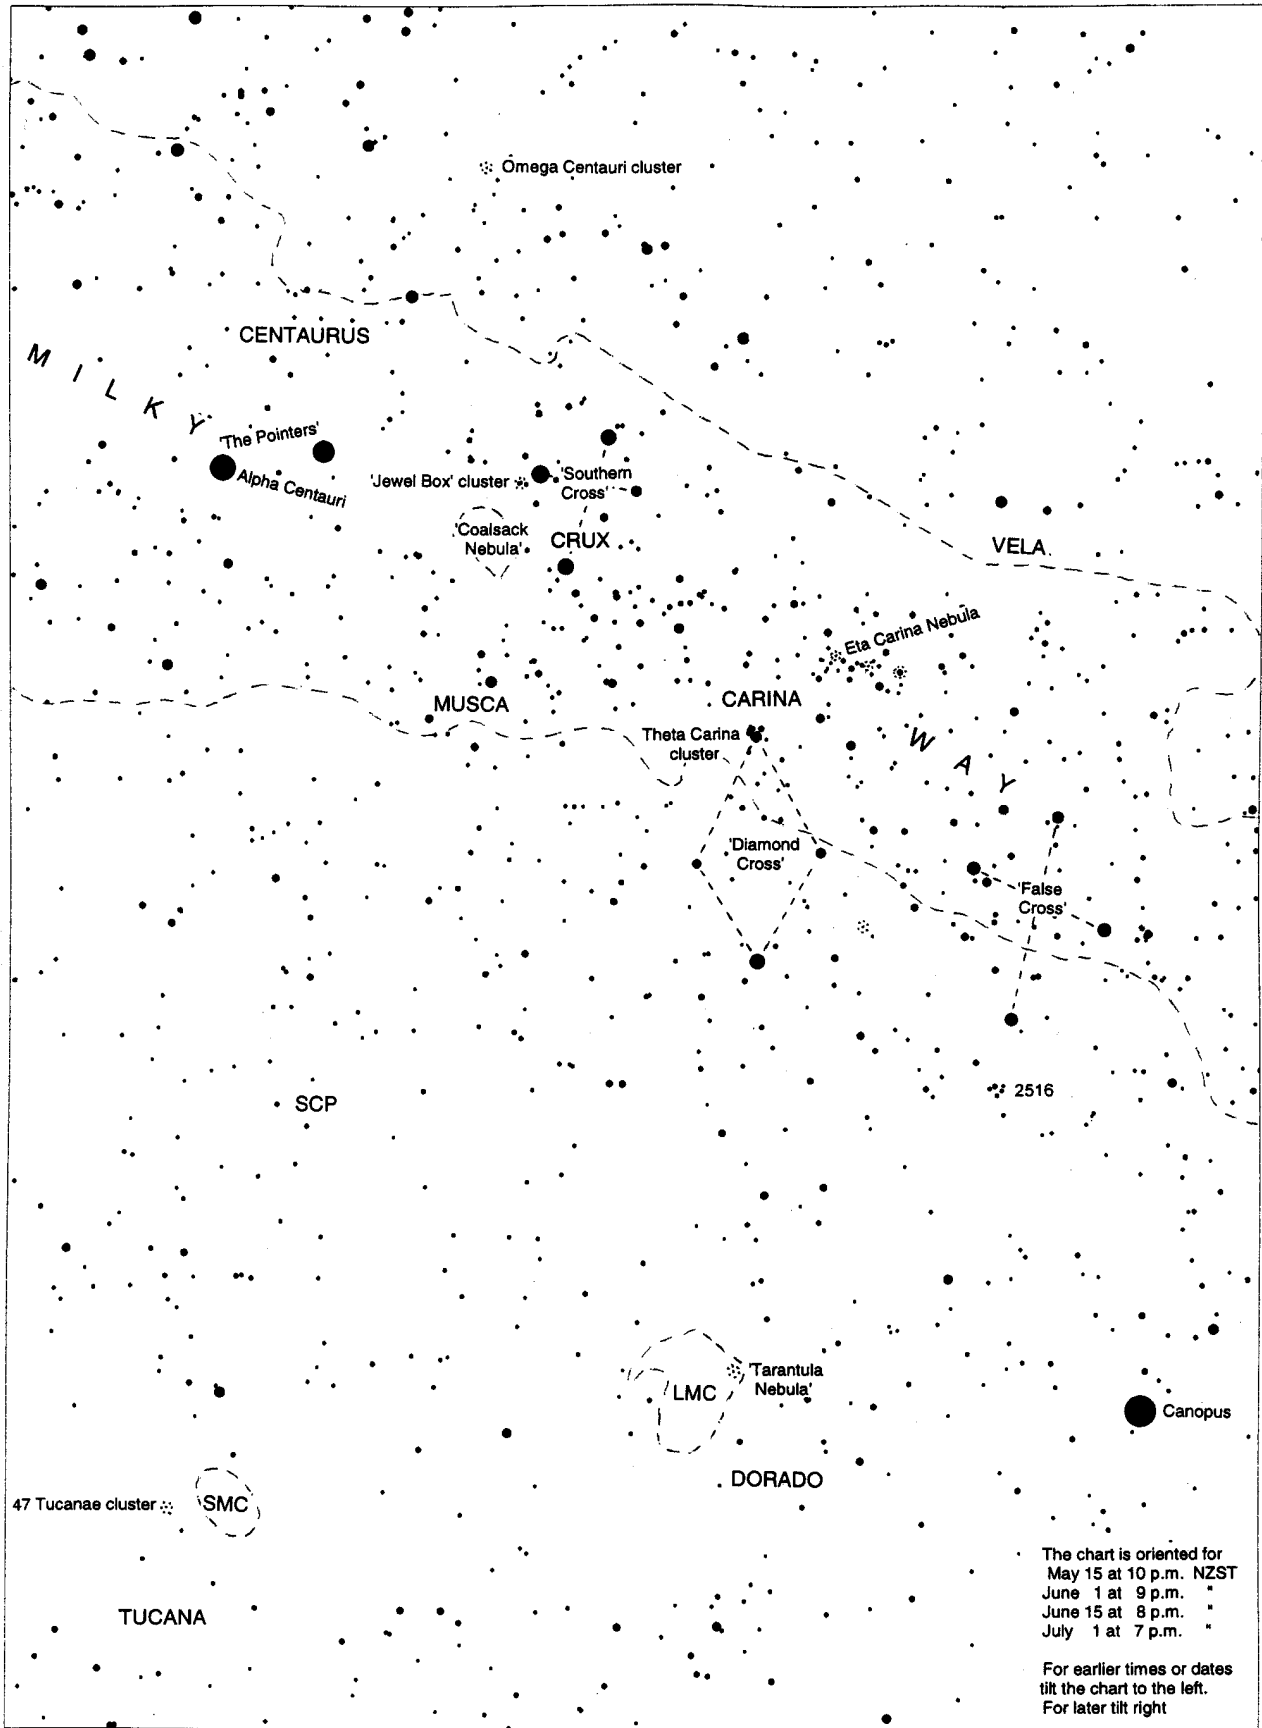 Omega Centauri cluster
CENTAURUS
M I L K Y
'The Pointers'
Alpha Centauri
'Jewel Box' cluster
'Southern
Cross'
'Coalsack
Nebula'
CRUX
VELA
Eta Carina Nebula
MUSCA
CARINA
Theta Carina
cluster
W A Y
'Diamond
Cross'
'False
Cross'
2516
SCP
LMC
'Tarantula
Nebula'
Canopus
DORADO
47 Tucanae cluster
SMC
TUCANA
The chart is oriented for
May 15 at 10 p.m. NZST
June 1 at 9 p.m. "
June 15 at 8 p.m. "
July 1 at 7 p.m. "
For earlier times or dates
tilt the chart to the left.
For later tilt right